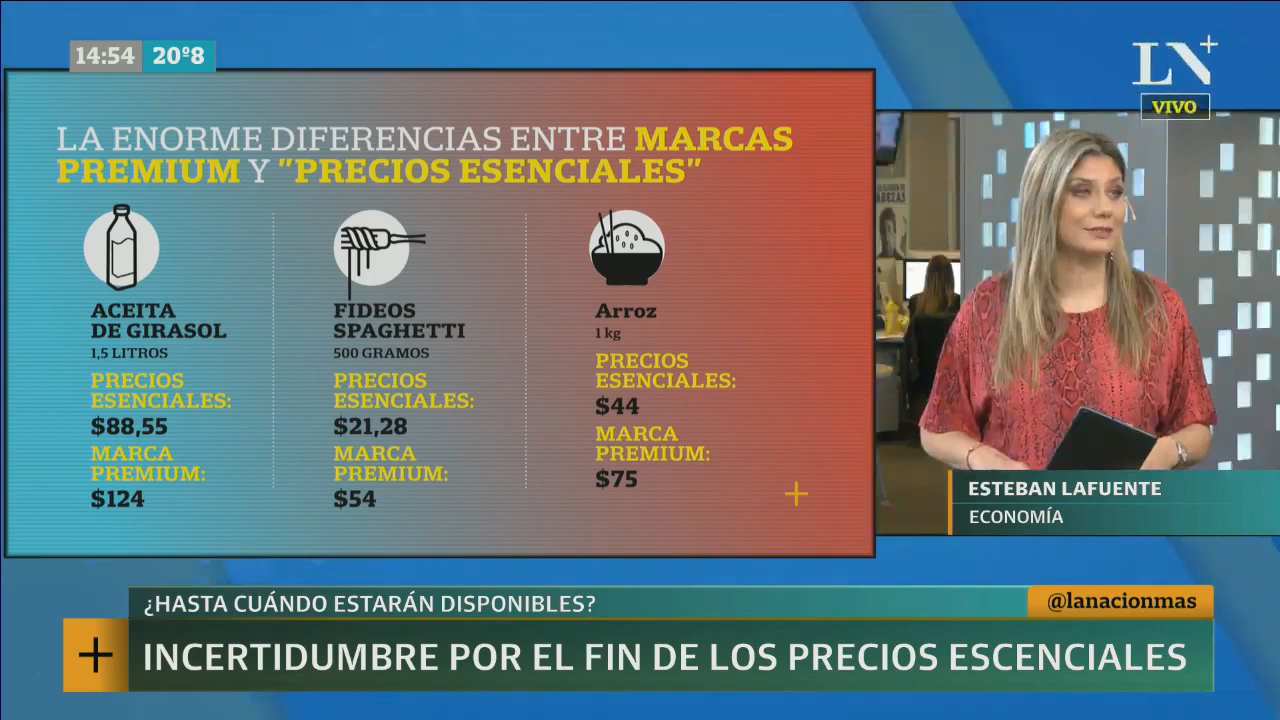 14:54 20º8
LN+
VIVO
LA ENORME DIFERENCIAS ENTRE MARCAS
PREMIUM Y "PRECIOS ESENCIALES"
ACEITA
DE GIRASOL
1,5 LITROS
PRECIOS
ESENCIALES:
$88,55
MARCA
PREMIUM:
$124
FIDEOS
SPAGHETTI
500 GRAMOS
PRECIOS
ESENCIALES:
$21,28
MARCA
PREMIUM:
$54
Arroz
1 kg
PRECIOS
ESENCIALES:
$44
MARCA
PREMIUM:
$75
ESTEBAN LAFUENTE
ECONOMÍA
¿HASTA CUÁNDO ESTARÁN DISPONIBLES?
@lanacionmas
INCERTIDUMBRE POR EL FIN DE LOS PRECIOS ESCENCIALES